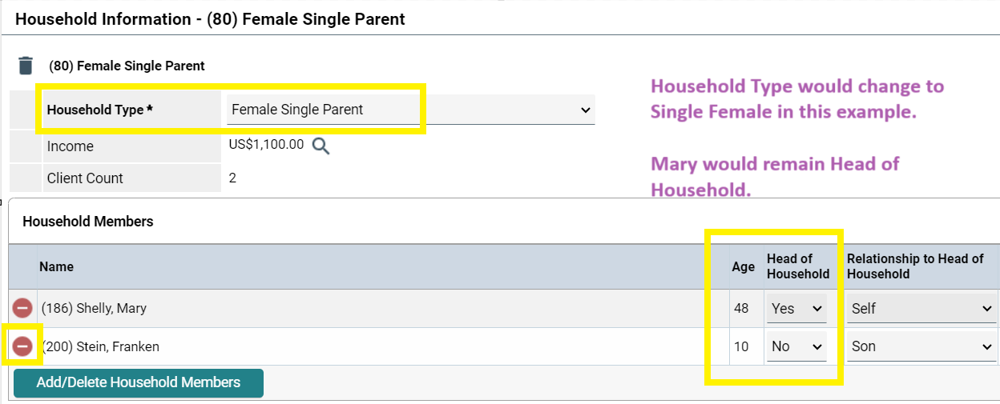 Household Information - (80) Female Single Parent
(80) Female Single Parent
Household Type * Female Single Parent
Household Type would change to
Single Female in this example.
Income US$1,100.00
Client Count 2
Mary would remain Head of
Household.
Household Members
Name Age Head of Household Relationship to Head of Household
(186) Shelly, Mary 48 Yes Self
(200) Stein, Franken 10 No Son
Add/Delete Household Members